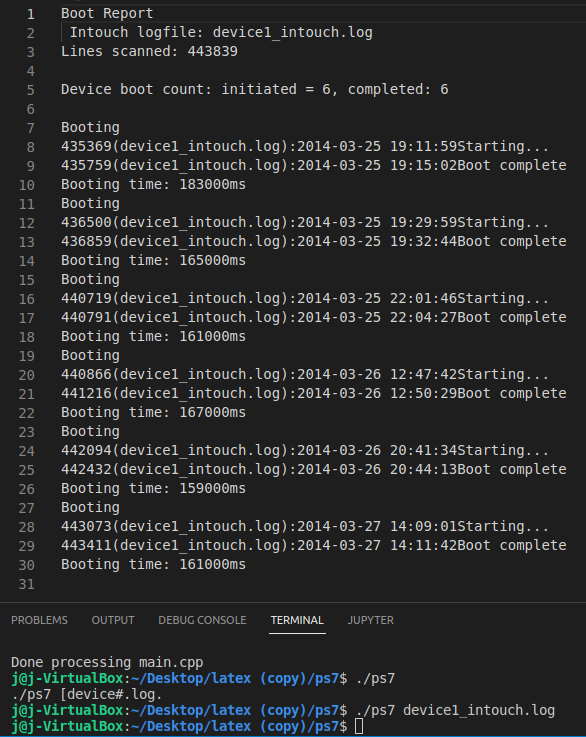 1 Boot Report
2  Intouch logfile: device1_intouch.log
3 Lines scanned: 443839
4
5 Device boot count: initiated = 6, completed: 6
6
7 Booting
8 435369(device1_intouch.log):2014-03-25 19:11:59Starting...
9 435759(device1_intouch.log):2014-03-25 19:15:02Boot complete
10 Booting time: 183000ms
11 Booting
12 436500(device1_intouch.log):2014-03-25 19:29:59Starting...
13 436859(device1_intouch.log):2014-03-25 19:32:44Boot complete
14 Booting time: 165000ms
15 Booting
16 440719(device1_intouch.log):2014-03-25 22:01:46Starting...
17 440791(device1_intouch.log):2014-03-25 22:04:27Boot complete
18 Booting time: 161000ms
19 Booting
20 440866(device1_intouch.log):2014-03-26 12:47:42Starting...
21 441216(device1_intouch.log):2014-03-26 12:50:29Boot complete
22 Booting time: 167000ms
23 Booting
24 442094(device1_intouch.log):2014-03-26 20:41:34Starting...
25 442432(device1_intouch.log):2014-03-26 20:44:13Boot complete
26 Booting time: 159000ms
27 Booting
28 443073(device1_intouch.log):2014-03-27 14:09:01Starting...
29 443411(device1_intouch.log):2014-03-27 14:11:42Boot complete
30 Booting time: 161000ms
31
PROBLEMS OUTPUT DEBUG CONSOLE TERMINAL JUPYTER
Done processing main.cpp
j@j-VirtualBox:~/Desktop/latex (copy)/ps7$ ./ps7
./ps7 [device#.log.
j@j-VirtualBox:~/Desktop/latex (copy)/ps7$ ./ps7 device1_intouch.log
j@j-VirtualBox:~/Desktop/latex (copy)/ps7$